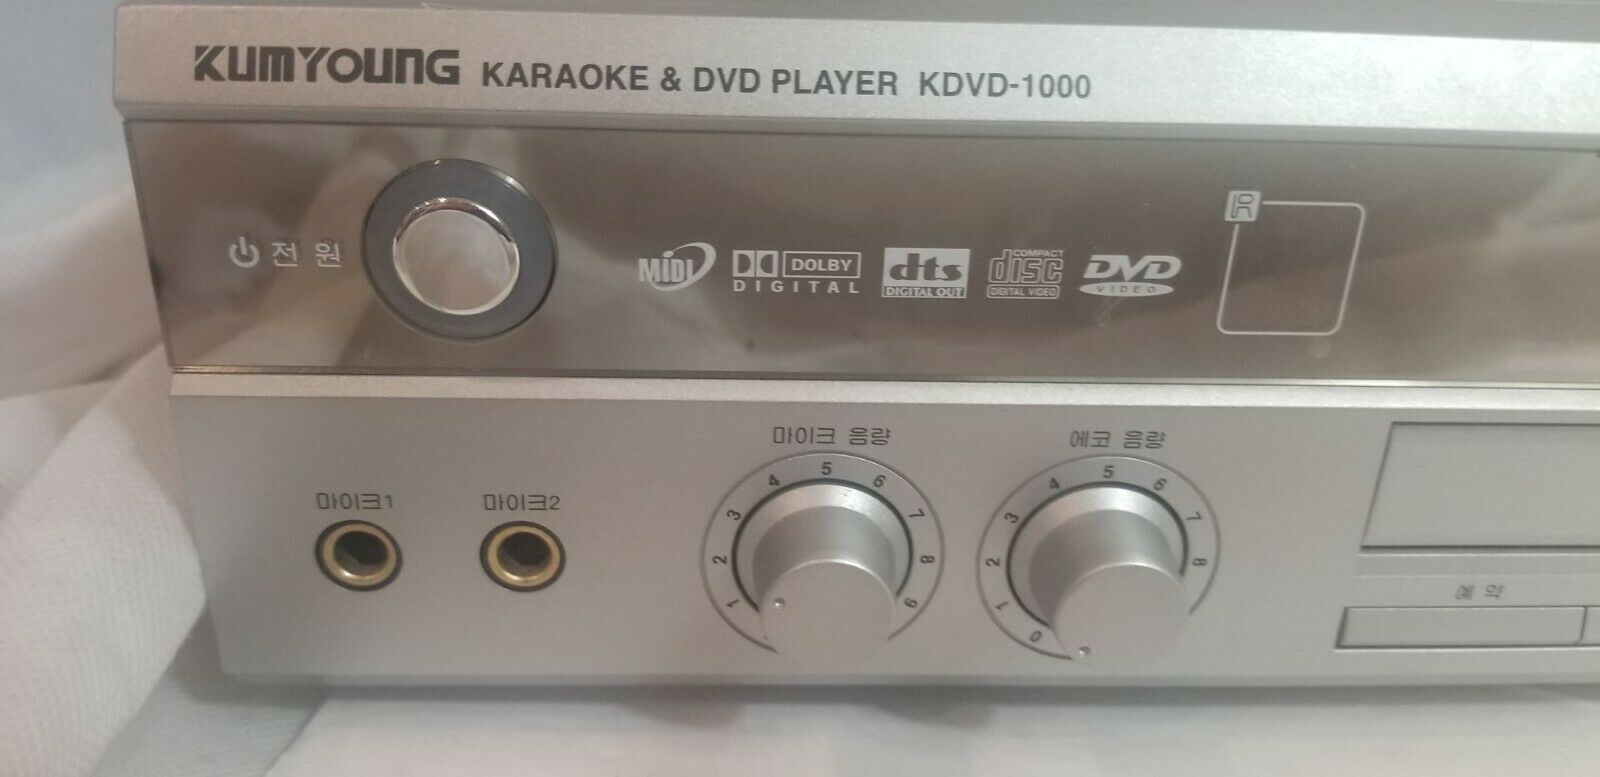 KUMYOUNG KARAOKE & DVD PLAYER KDVD-1000
전원
MIDI
DOLBY
DIGITAL
dts
DIGITAL OUT
COMPACT
disc
DIGITAL VIDEO
DVD
VIDEO
마이크1
마이크2
마이크 음량
1 2 3 4 5 6 7 8 9
에코 음량
0 1 2 3 4 5 6 7 8
예약